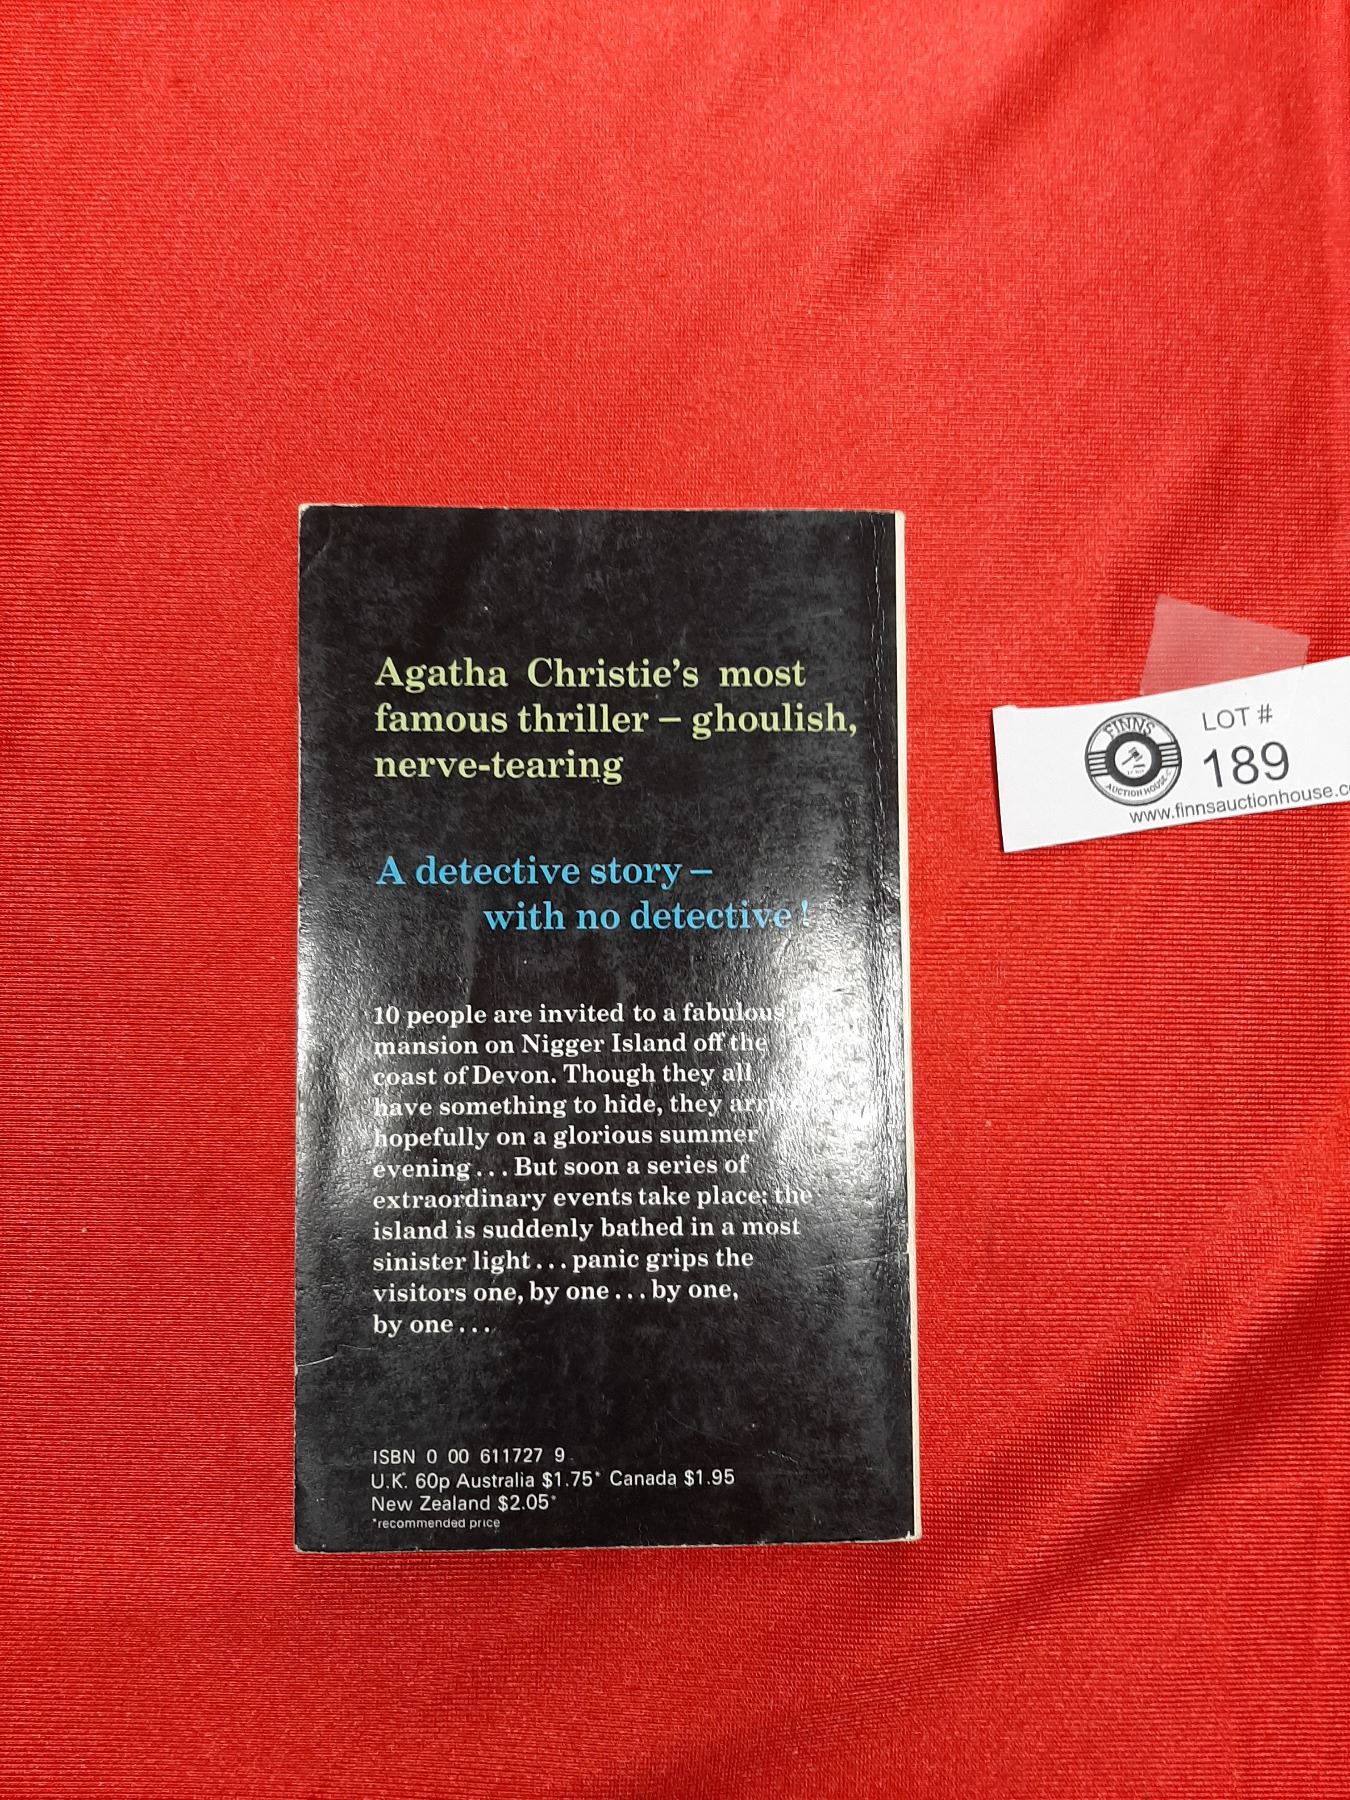 Agatha Christie's most
famous thriller – ghoulish,
nerve-tearing
A detective story –
with no detective!
10 people are invited to a fabulous
mansion on Nigger Island off the
coast of Devon. Though they all
have something to hide, they arrive
hopefully on a glorious summer
evening... But soon a series of
extraordinary events take place: the
island is suddenly bathed in a most
sinister light... panic grips the
visitors one, by one... by one,
by one...
ISBN 0 00 611727 9
U.K. 60p Australia $1.75* Canada $1.95
New Zealand $2.05*
*recommended price
FINNS
AUCTION HOUSE
LOT #
189
www.finnsauctionhouse.c